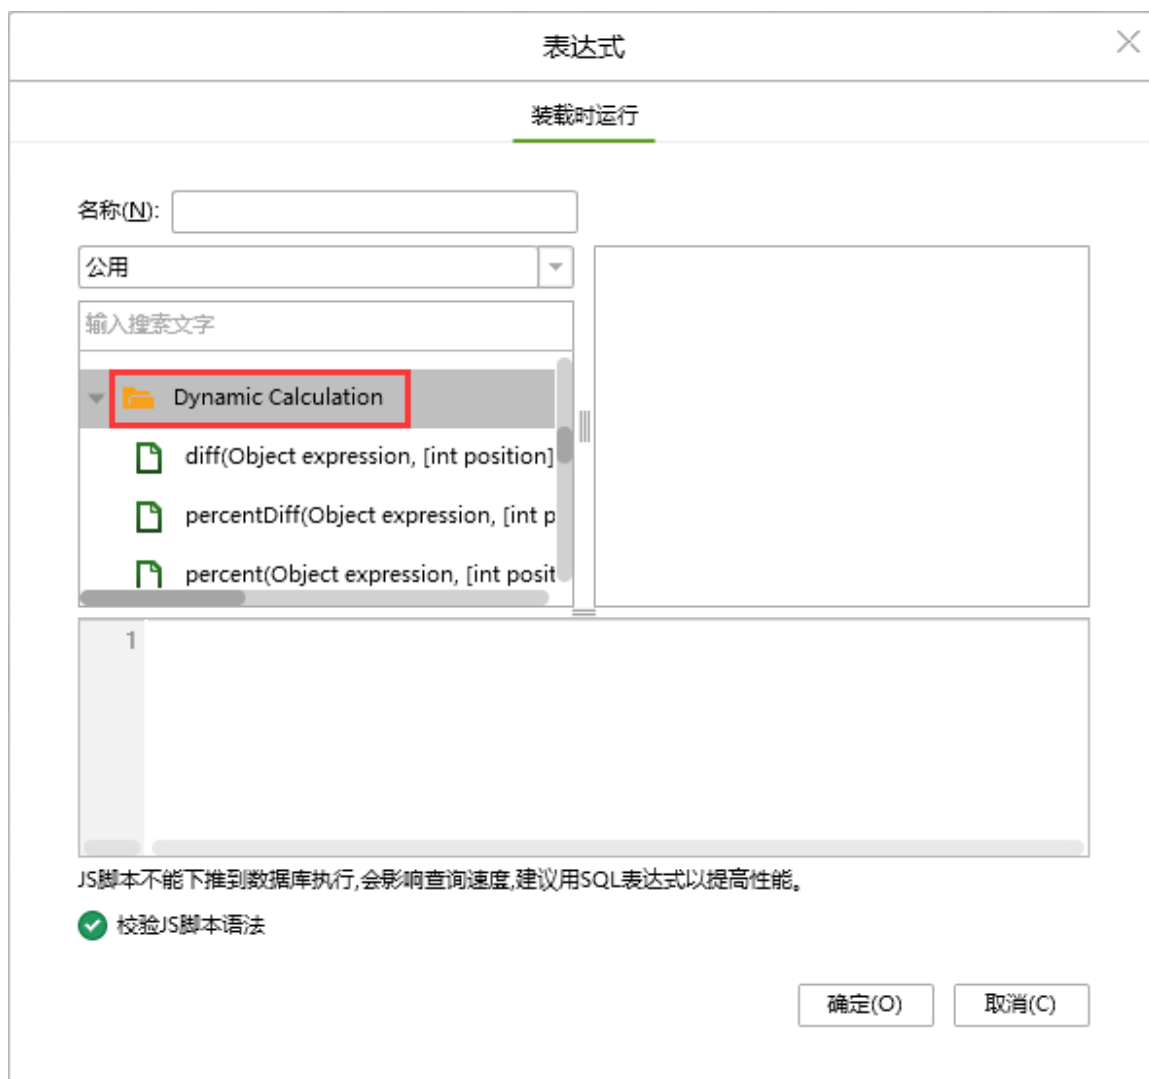 表达式
装载时运行
名称(N):
公用
输入搜索文字
Dynamic Calculation
diff(Object expression, [int position]
percentDiff(Object expression, [int p
percent(Object expression, [int posit
1
JS脚本不能下推到数据库执行,会影响查询速度,建议用SQL表达式以提高性能。
校验JS脚本语法
确定(O)
取消(C)